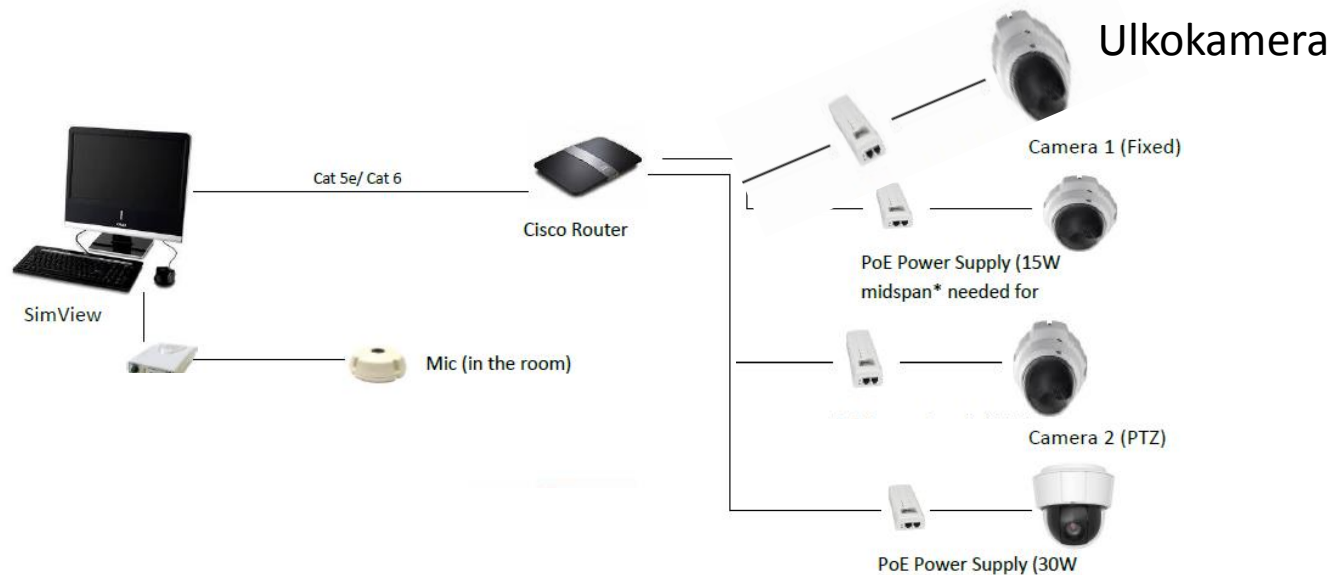 Ulkokamera
Camera 1 (Fixed)
Cat 5e/ Cat 6
Cisco Router
PoE Power Supply (15W
midspan* needed for
SimView
Mic (in the room)
Camera 2 (PTZ)
PoE Power Supply (30W